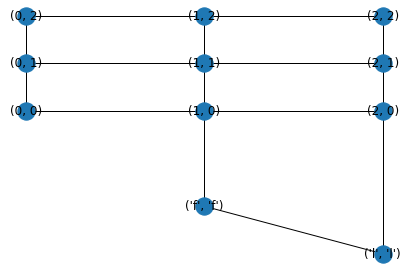 (0, 2) (1, 2) (2, 2)
(0, 1) (1, 1) (2, 1)
(0, 0) (1, 0) (2, 0)
('f', 'f')
('l', 'l')